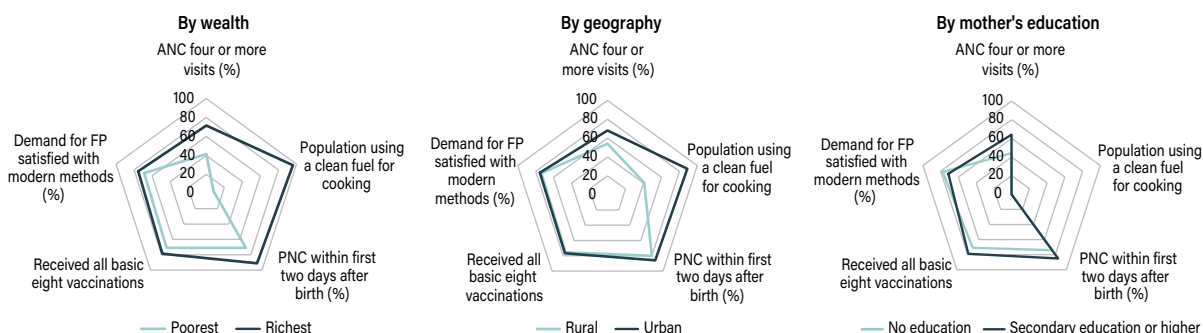 By wealth
ANC four or more
visits (%)
100
80
60
40
20
0
Population using
a clean fuel for
cooking
PNC within first
two days after
birth (%)
Received all basic
eight vaccinations
Demand for FP
satisfied with
modern methods
(%)
Poorest
Richest
By geography
ANC four or
more visits (%)
100
80
60
40
20
0
Population using
a clean fuel
for cooking
PNC within first
two days after
birth (%)
Received all
basic eight
vaccinations
Demand for FP
satisfied with
modern
methods (%)
Rural
Urban
By mother's education
ANC four or more
visits (%)
100
80
60
40
20
0
Population using
a clean fuel
for cooking
PNC within first
two days after
birth (%)
Received all basic
eight vaccinations
Demand for FP
satisfied with
modern methods
(%)
No education
Secondary education or higher